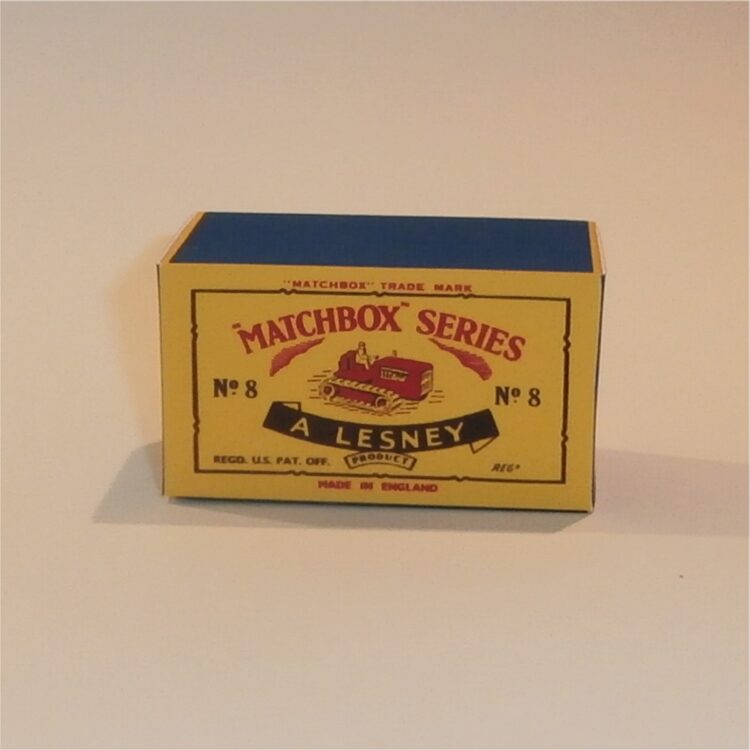 "MATCHBOX" TRADE MARK
"MATCHBOX" SERIES
Nº 8
Nº 8
A LESNEY
PRODUCT
REGD. U.S. PAT. OFF.
REGD
MADE IN ENGLAND